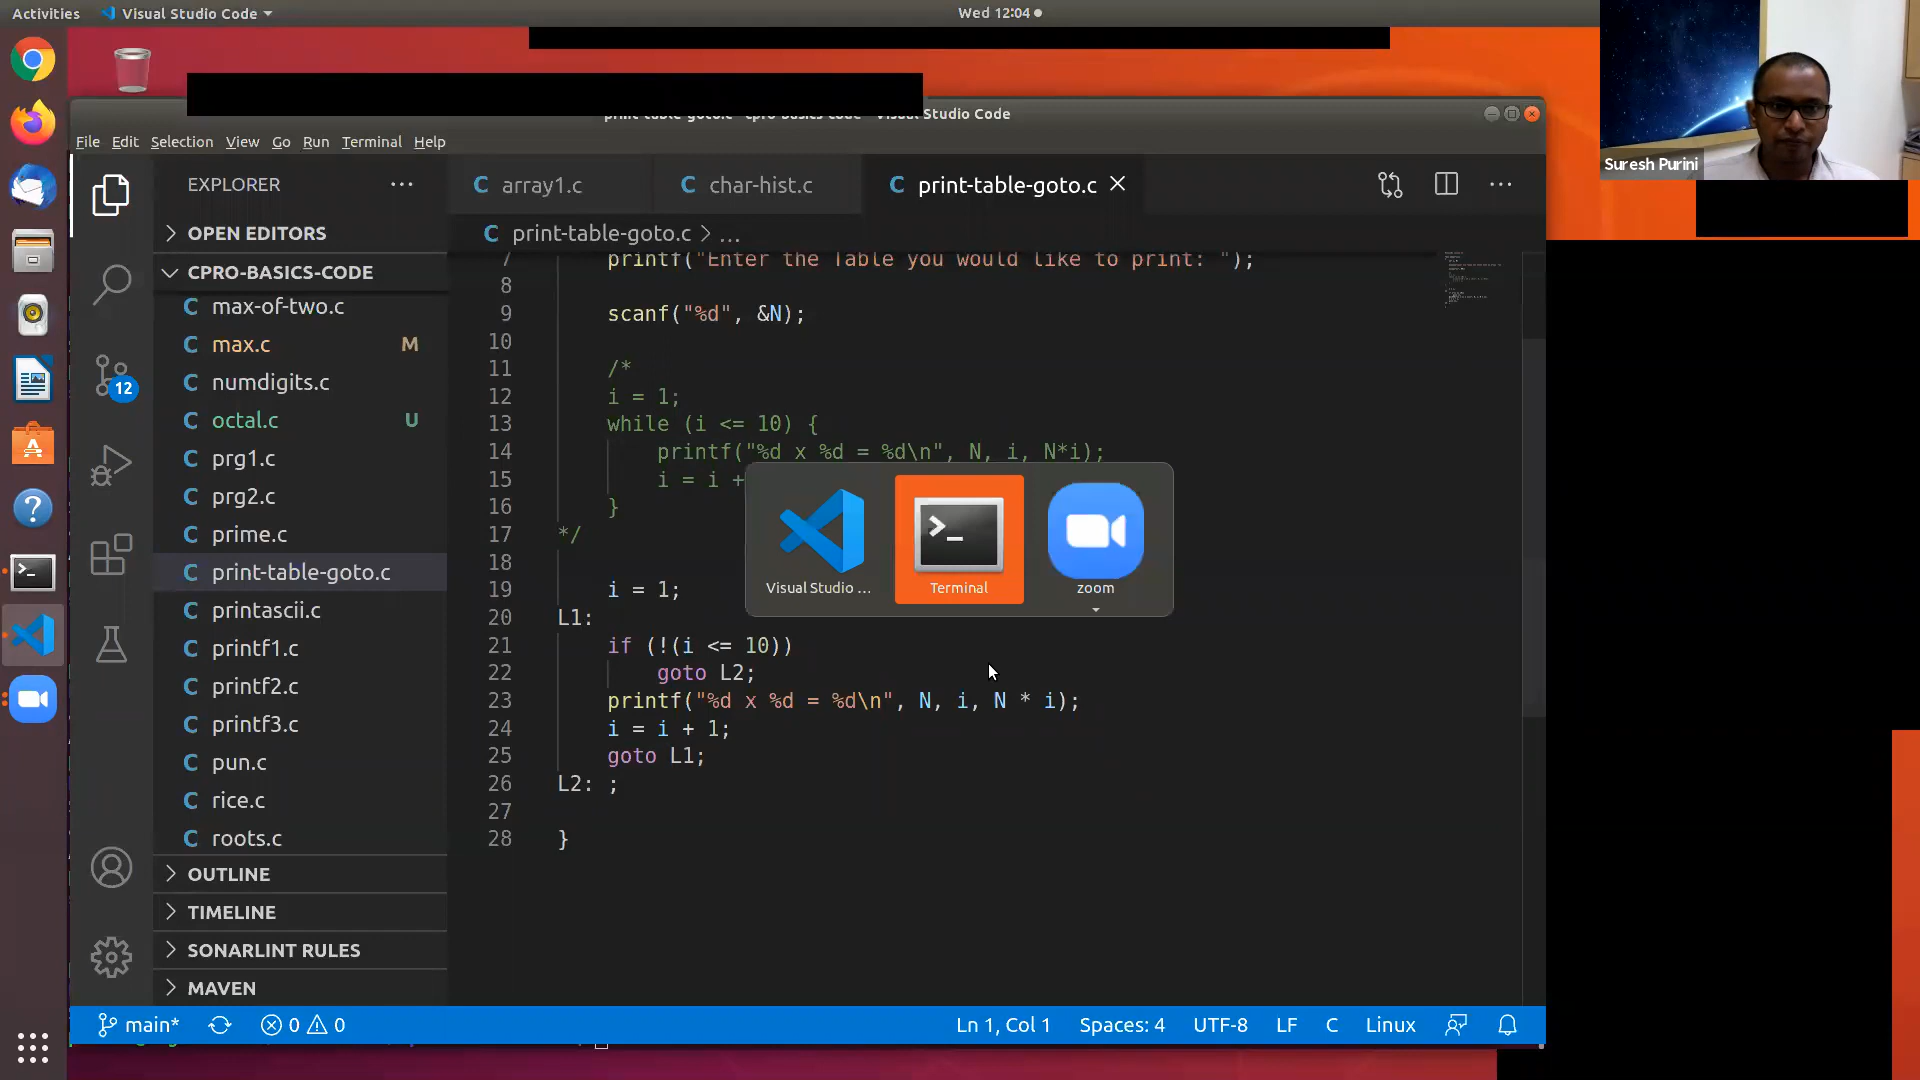 Activities
Visual Studio Code
Wed 12:04
Suresh Purini
Visual Studio Code
File Edit Selection View Go Run Terminal Help
EXPLORER
OPEN EDITORS
CPRO-BASICS-CODE
max-of-two.c
max.c M
numdigits.c
octal.c U
prg1.c
prg2.c
prime.c
print-table-goto.c
printascii.c
printf1.c
printf2.c
printf3.c
pun.c
rice.c
roots.c
OUTLINE
TIMELINE
SONARLINT RULES
MAVEN
12
C array1.c
C char-hist.c
C print-table-goto.c
C print-table-goto.c > ...
7 printf("Enter the Table you would like to print: ");
8
9 scanf("%d", &N);
10
11 /*
12 i = 1;
13 while (i <= 10) {
14 printf("%d x %d = %d\n", N, i, N*i);
15 i = i +
16 }
17 */
18
19 i = 1;
20 L1:
21 if (!(i <= 10))
22 goto L2;
23 printf("%d x %d = %d\n", N, i, N * i);
24 i = i + 1;
25 goto L1;
26 L2: ;
27
28 }
Visual Studio ...
Terminal
zoom
main* 0 0
Ln 1, Col 1 Spaces: 4 UTF-8 LF C Linux